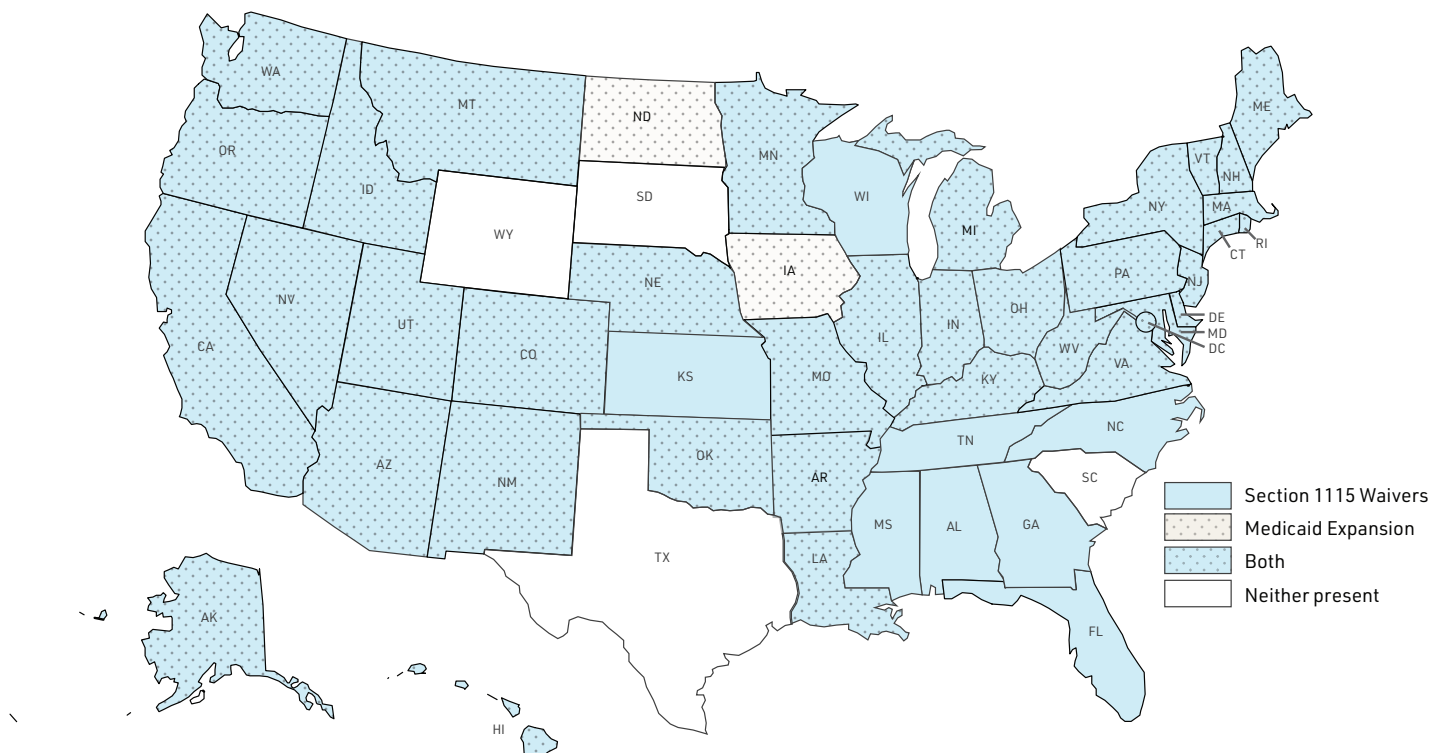 WA
MT
ND
MN
ME
OR
ID
SD
WI
VT
NH
WY
MI
NY
MA
RI
CT
IA
PA
NE
NJ
NV
UT
CO
IL
IN
OH
DE
MD
DC
CA
KS
MO
WV
VA
KY
AZ
NM
OK
TN
NC
AR
SC
TX
LA
MS
AL
GA
Section 1115 Waivers
Medicaid Expansion
Both
Neither present
AK
FL
HI